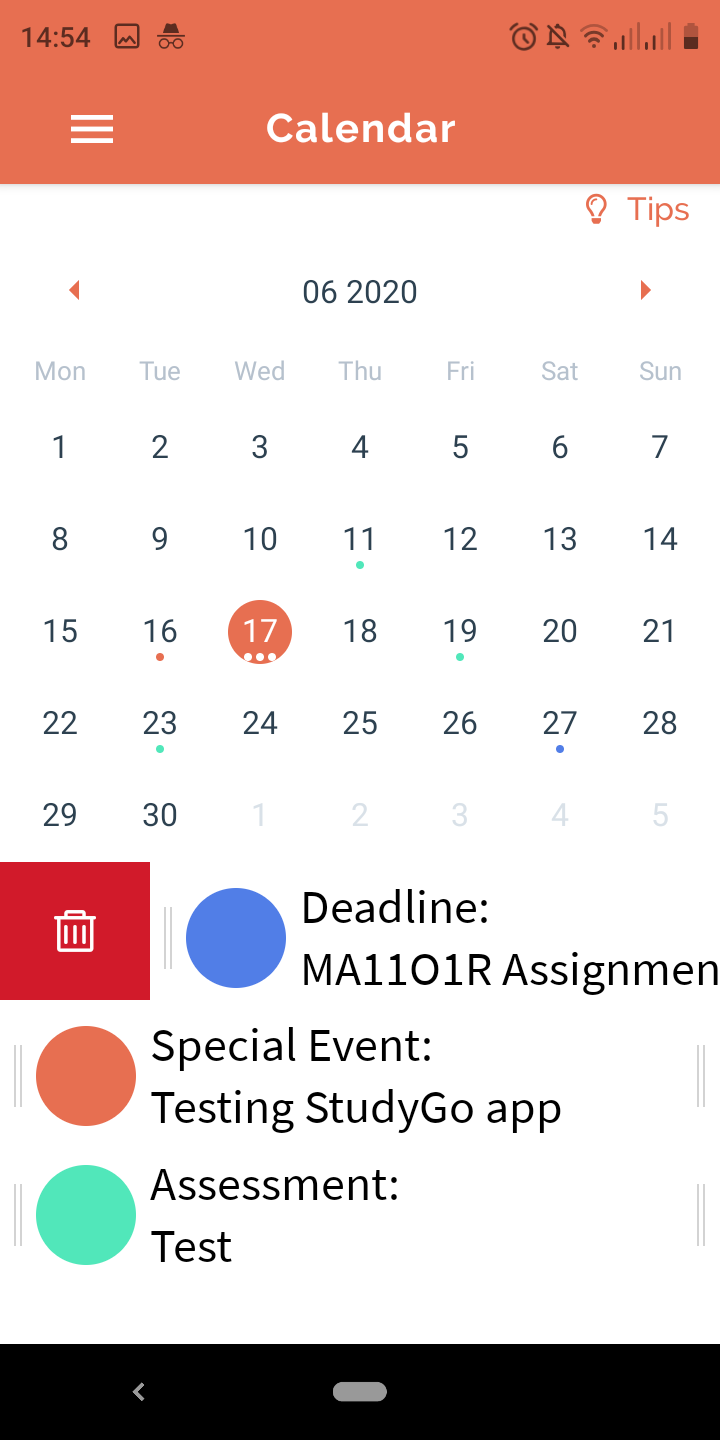 14:54
Calendar
Tips
06 2020
Mon Tue Wed Thu Fri Sat Sun
1 2 3 4 5 6 7
8 9 10 11 12 13 14
15 16 17 18 19 20 21
22 23 24 25 26 27 28
29 30 1 2 3 4 5
Deadline:
MA11O1R Assignmen
Special Event:
Testing StudyGo app
Assessment:
Test